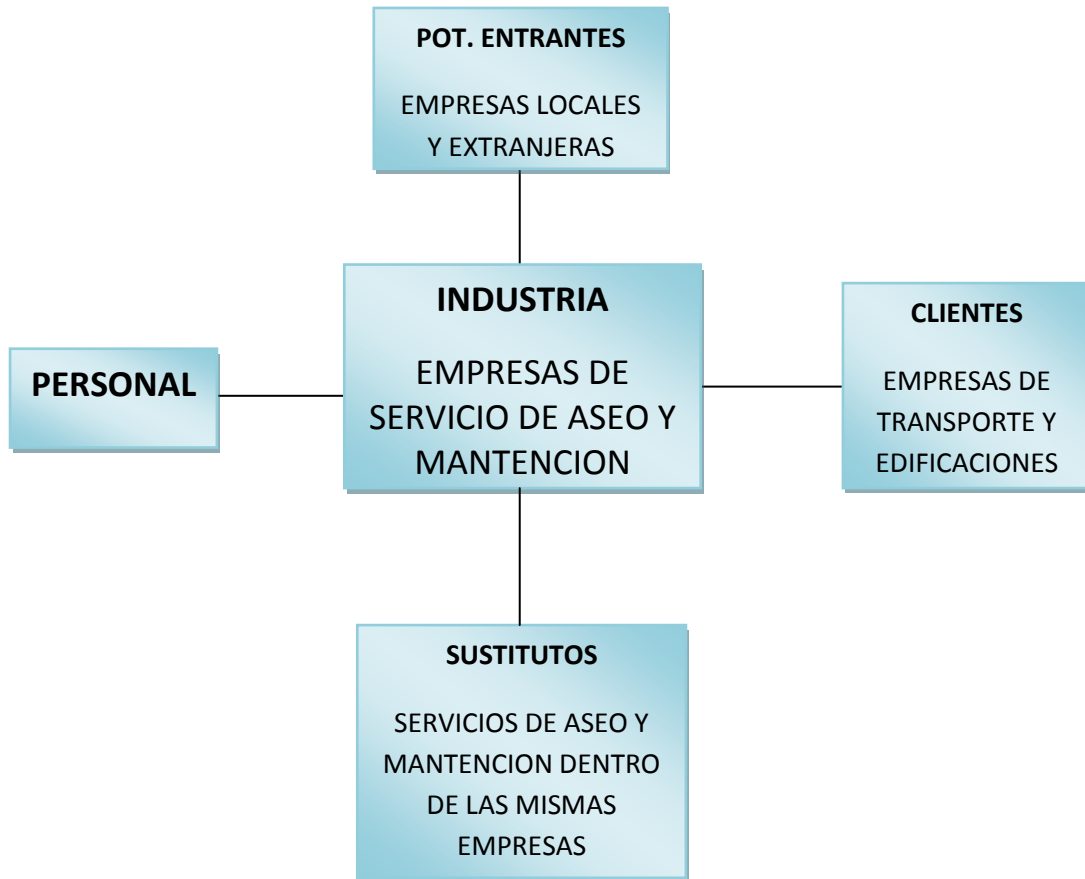 POT. ENTRANTES
EMPRESAS LOCALES
Y EXTRANJERAS
INDUSTRIA
EMPRESAS DE
SERVICIO DE ASEO Y
MANTENCION
CLIENTES
EMPRESAS DE
TRANSPORTE Y
EDIFICACIONES
PERSONAL
SUSTITUTOS
SERVICIOS DE ASEO Y
MANTENCION DENTRO
DE LAS MISMAS
EMPRESAS